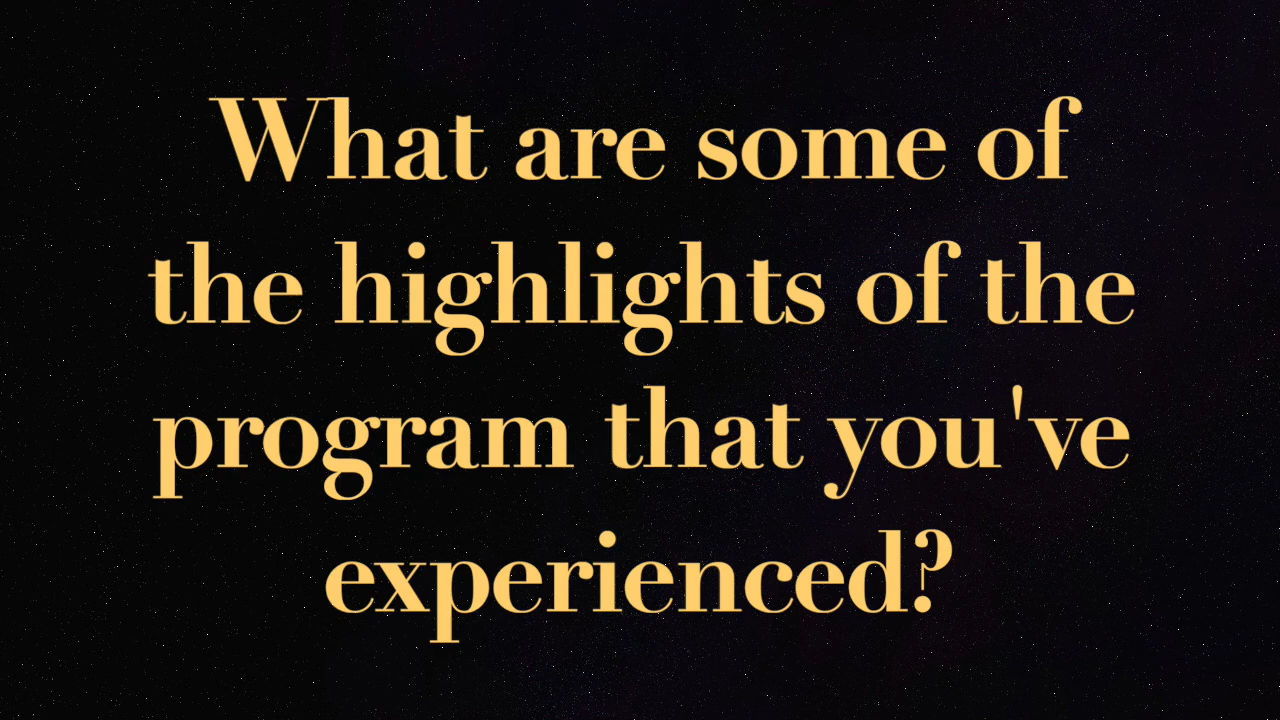 What are some of
the highlights of the
program that you've
experienced?